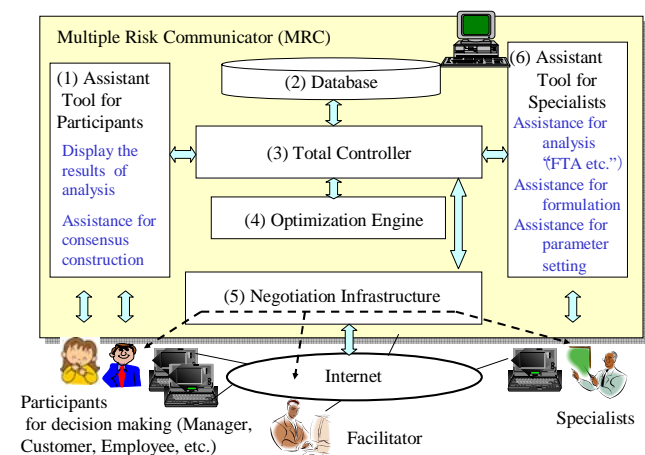 Multiple Risk Communicator (MRC)
(1) Assistant
Tool for
Participants
Display the
results of
analysis
Assistance for
consensus
construction
(2) Database
(3) Total Controller
(4) Optimization Engine
(5) Negotiation Infrastructure
(6) Assistant
Tool for
Specialists
Assistance for
analysis
“FTA etc.”)
Assistance for
formulation
Assistance for
parameter
setting
Internet
Participants
for decision making (Manager,
Customer, Employee, etc.)
Facilitator
Specialists